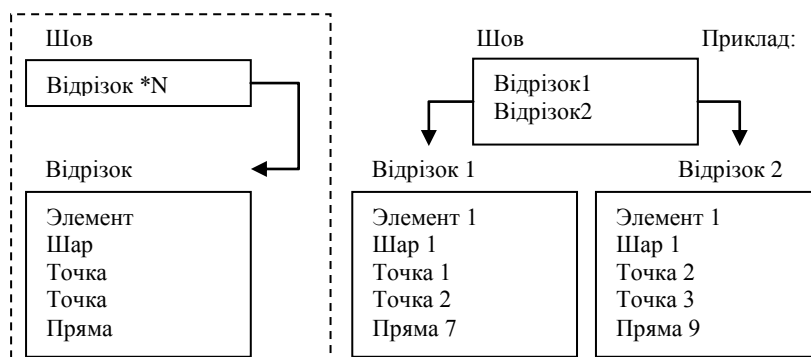 Шов
Відрізок *N
Відрізок
Элемент
Шар
Точка
Точка
Пряма
Шов
Приклад:
Відрізок1
Відрізок2
Відрізок 1
Элемент 1
Шар 1
Точка 1
Точка 2
Пряма 7
Відрізок 2
Элемент 1
Шар 1
Точка 2
Точка 3
Пряма 9